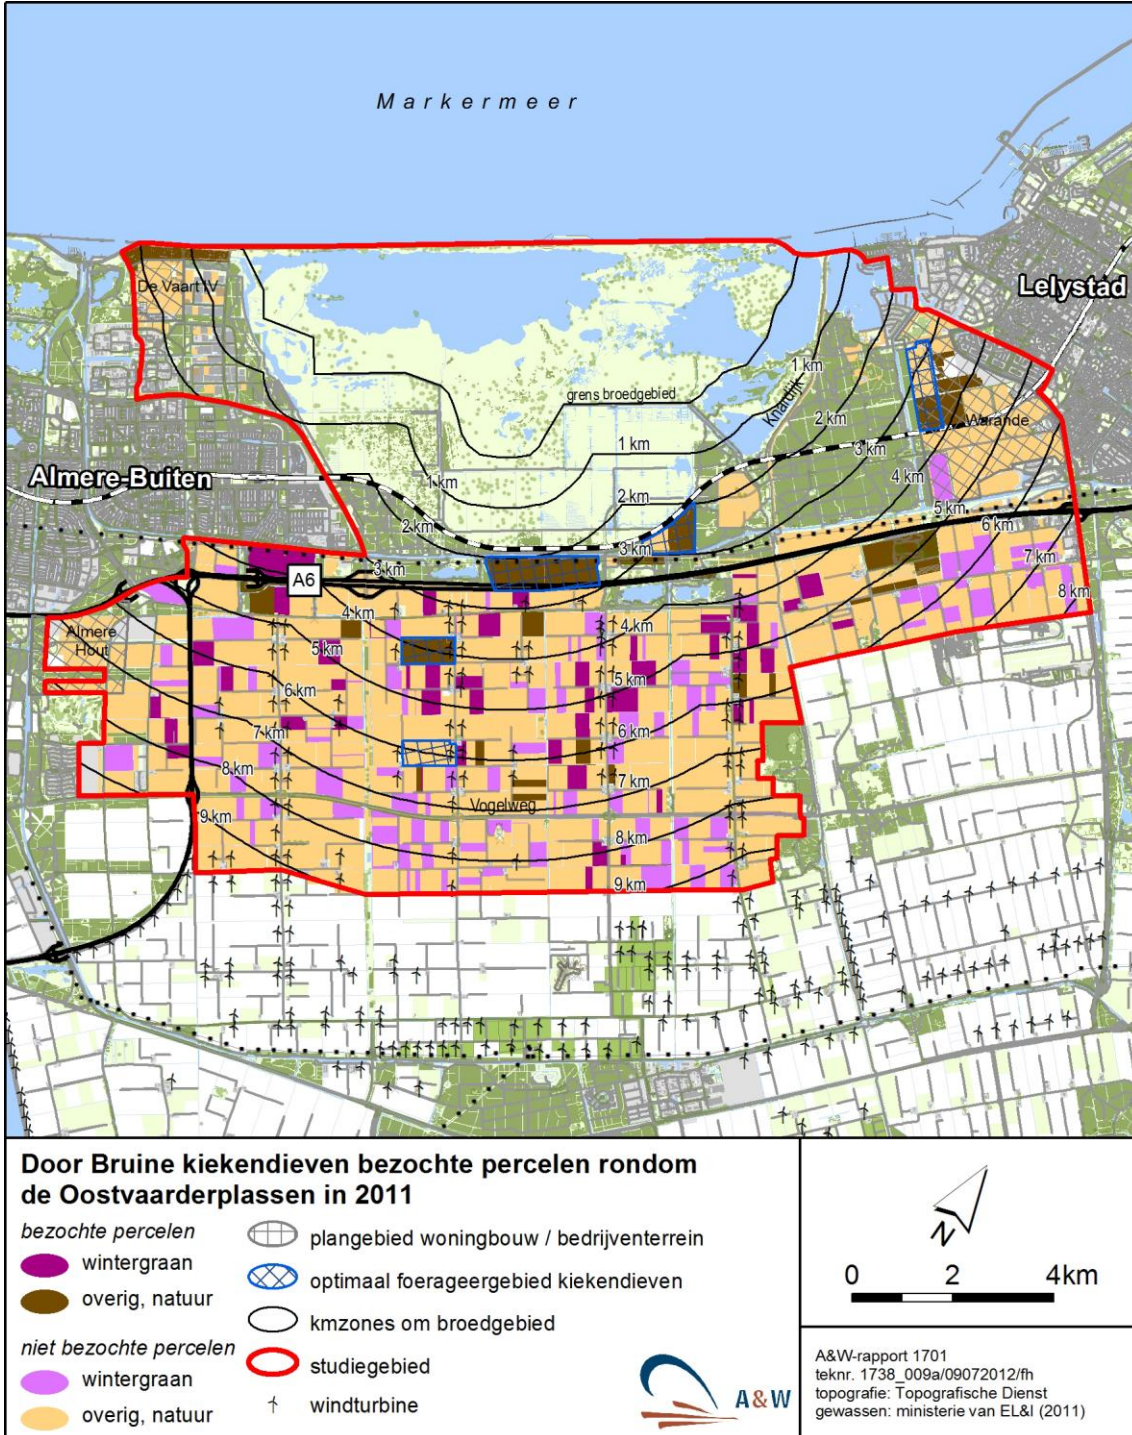 Markermeer
De Vaart IV
Lelystad
1 km
grens broedgebied
Knardijk
2 km
1 km
Warande
3 km
Almere-Buiten
1 km
4 km
2 km
5 km
2 km
6 km
3 km
3 km
7 km
A6
8 km
4 km
4 km
Almere
Hout
5 km
5 km
6 km
6 km
7 km
8 km
7 km
Vogelweg
9 km
8 km
9 km
Door Bruine kiekendieven bezochte percelen rondom
de Oostvaarderplassen in 2011
bezochte percelen
wintergraan
overig, natuur
niet bezochte percelen
wintergraan
overig, natuur
plangebied woningbouw / bedrijventerrein
optimaal foerageergebied kiekendieven
kmzones om broedgebied
studiegebied
windturbine
A&W
N
0 2 4km
A&W-rapport 1701
teknr. 1738_009a/09072012/fh
topografie: Topografische Dienst
gewassen: ministerie van EL&I (2011)